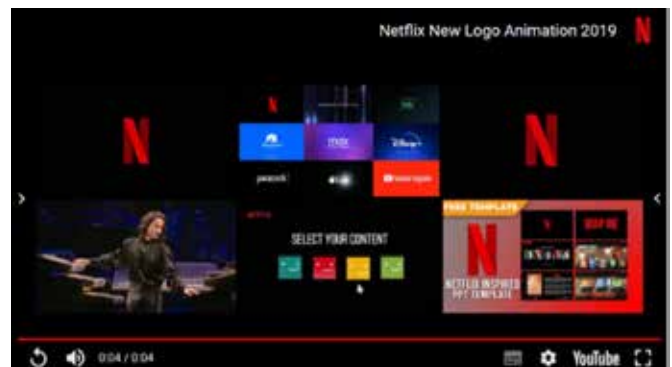 Netflix New Logo Animation 2019
N
N
N
N
max
Disney+
peacock
NETFLIX
SELECT YOUR CONTENT
FREE TEMPLATE
N
NETFLIX INSPIRED
PPT TEMPLATE
0:04 / 0:04
YouTube